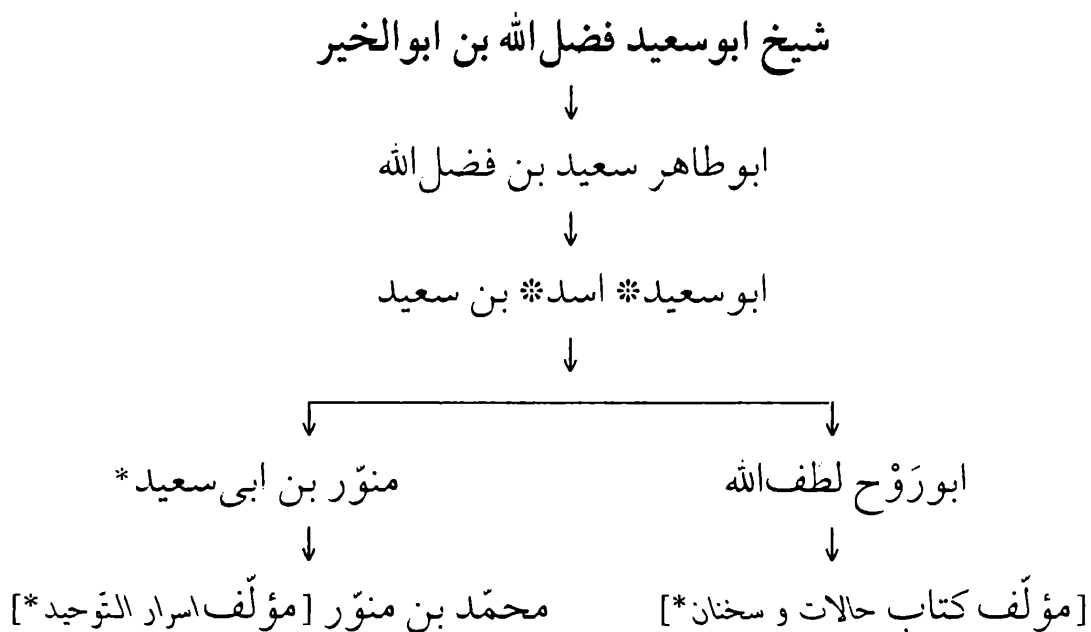 شیخ ابوسعید فضل‌الله بن ابوالخیر
↓
ابوطاهر سعید بن فضل‌الله
↓
ابوسعید* اسد* بن سعید
↓
ابورَوْح لطف‌الله منوّر بن ابی‌سعید*
↓ ↓
[مؤلّف کتاب حالات و سخنان*] محمّد بن منوّر [مؤلّف اسرار التّوحید*]